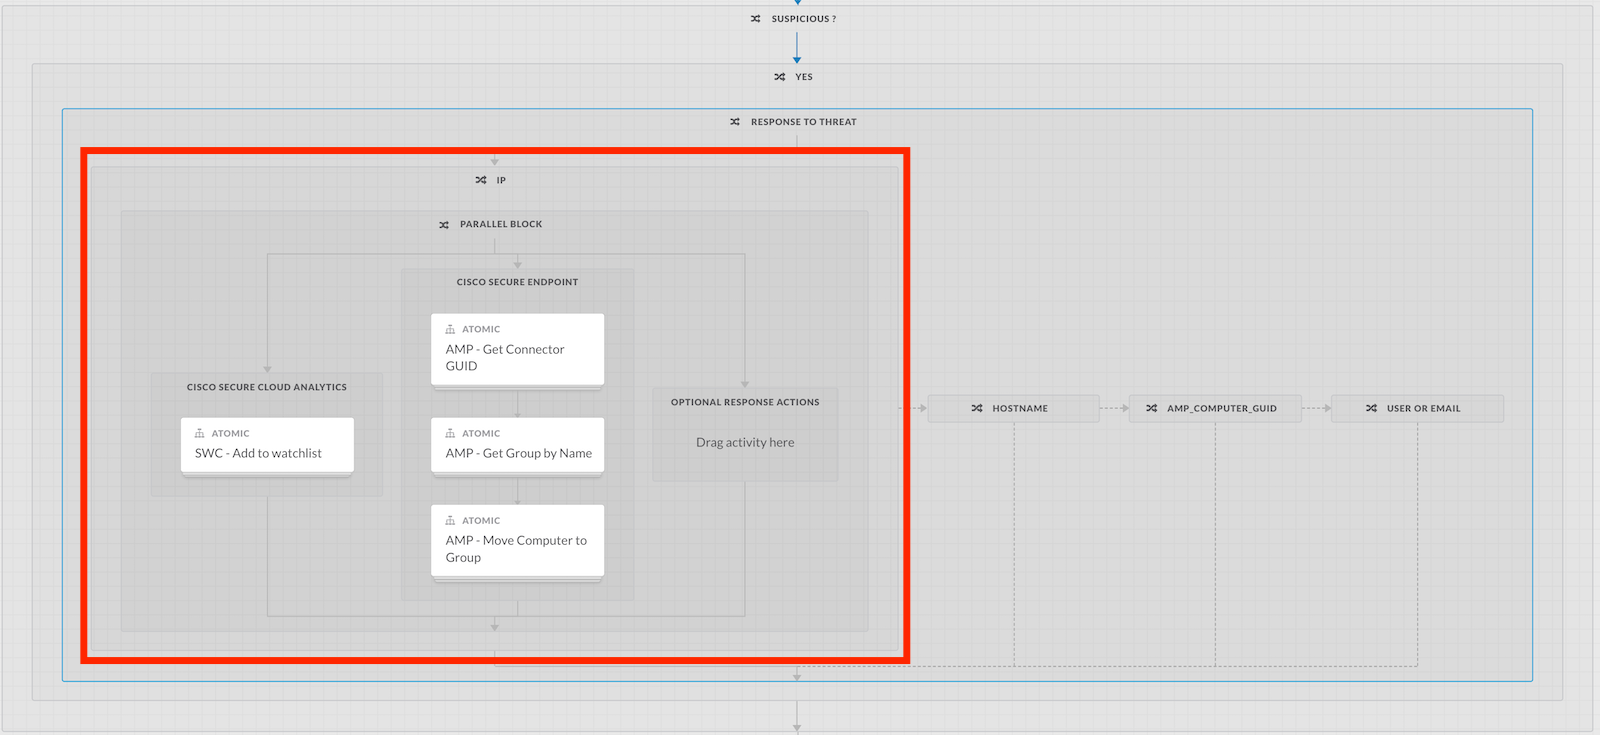 SUSPICIOUS ?
YES
RESPONSE TO THREAT
IP
PARALLEL BLOCK
CISCO SECURE CLOUD ANALYTICS
ATOMIC
SWC - Add to watchlist
CISCO SECURE ENDPOINT
ATOMIC
AMP - Get Connector
GUID
ATOMIC
AMP - Get Group by Name
ATOMIC
AMP - Move Computer to
Group
OPTIONAL RESPONSE ACTIONS
Drag activity here
HOSTNAME
AMP_COMPUTER_GUID
USER OR EMAIL